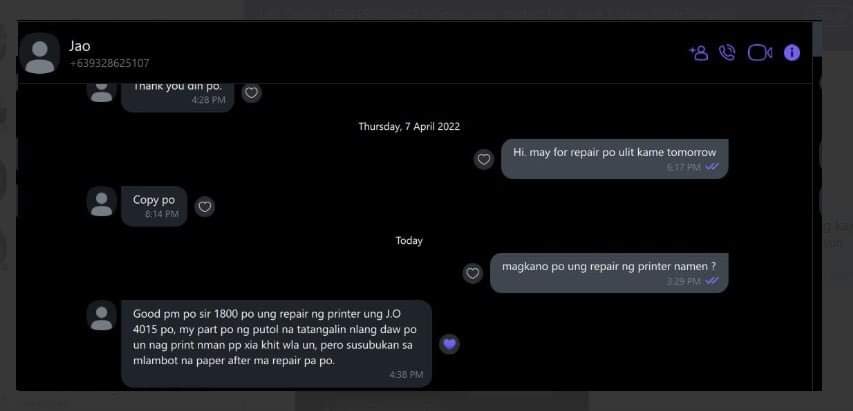 Jao
+639328625107
Thank you din po.
4:28 PM
Thursday, 7 April 2022
Hi. may for repair po ulit kame tomorrow
6:17 PM
Copy po
8:14 PM
Today
magkano po ung repair ng printer namen ?
3:29 PM
Good pm po sir 1800 po ung repair ng printer ung J.O
4015 po, my part po ng putol na tatangalin nlang daw po
un nag print nman pp xia khit wla un, pero susubukan sa
mlambot na paper after ma repair pa po.
4:38 PM